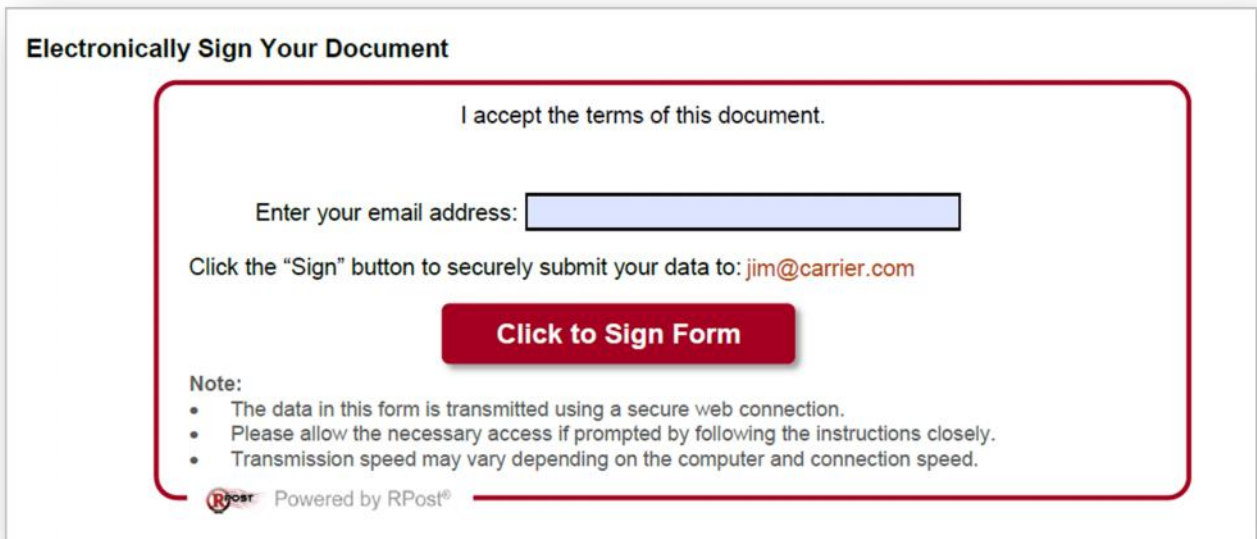 Electronically Sign Your Document
I accept the terms of this document.
Enter your email address:
Click the “Sign” button to securely submit your data to: jim@carrier.com
Click to Sign Form
Note:
• The data in this form is transmitted using a secure web connection.
• Please allow the necessary access if prompted by following the instructions closely.
• Transmission speed may vary depending on the computer and connection speed.
RPOST Powered by RPost®